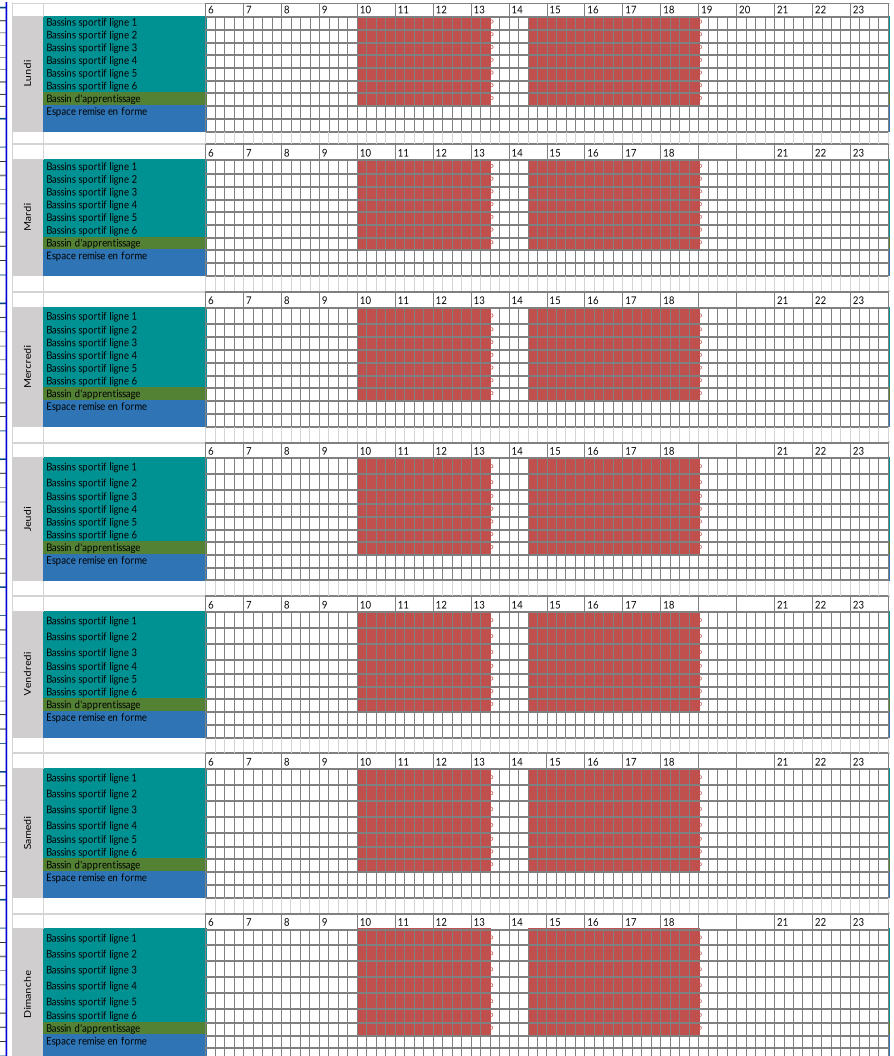 6 7 8 9 10 11 12 13 14 15 16 17 18 19 20 21 22 23
Lundi
Bassins sportif ligne 1
Bassins sportif ligne 2
Bassins sportif ligne 3
Bassins sportif ligne 4
Bassins sportif ligne 5
Bassins sportif ligne 6
Bassin d'apprentissage
Espace remise en forme
6 7 8 9 10 11 12 13 14 15 16 17 18 21 22 23
Mardi
Bassins sportif ligne 1
Bassins sportif ligne 2
Bassins sportif ligne 3
Bassins sportif ligne 4
Bassins sportif ligne 5
Bassins sportif ligne 6
Bassin d'apprentissage
Espace remise en forme
6 7 8 9 10 11 12 13 14 15 16 17 18 21 22 23
Mercredi
Bassins sportif ligne 1
Bassins sportif ligne 2
Bassins sportif ligne 3
Bassins sportif ligne 4
Bassins sportif ligne 5
Bassins sportif ligne 6
Bassin d'apprentissage
Espace remise en forme
6 7 8 9 10 11 12 13 14 15 16 17 18 21 22 23
Jeudi
Bassins sportif ligne 1
Bassins sportif ligne 2
Bassins sportif ligne 3
Bassins sportif ligne 4
Bassins sportif ligne 5
Bassins sportif ligne 6
Bassin d'apprentissage
Espace remise en forme
6 7 8 9 10 11 12 13 14 15 16 17 18 21 22 23
Vendredi
Bassins sportif ligne 1
Bassins sportif ligne 2
Bassins sportif ligne 3
Bassins sportif ligne 4
Bassins sportif ligne 5
Bassins sportif ligne 6
Bassin d'apprentissage
Espace remise en forme
6 7 8 9 10 11 12 13 14 15 16 17 18 21 22 23
Samedi
Bassins sportif ligne 1
Bassins sportif ligne 2
Bassins sportif ligne 3
Bassins sportif ligne 4
Bassins sportif ligne 5
Bassins sportif ligne 6
Bassin d'apprentissage
Espace remise en forme
6 7 8 9 10 11 12 13 14 15 16 17 18 21 22 23
Dimanche
Bassins sportif ligne 1
Bassins sportif ligne 2
Bassins sportif ligne 3
Bassins sportif ligne 4
Bassins sportif ligne 5
Bassins sportif ligne 6
Bassin d'apprentissage
Espace remise en forme